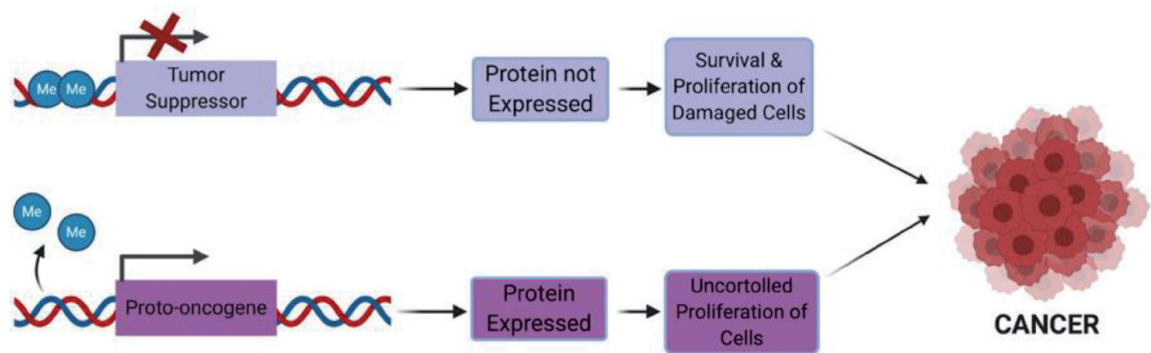 Me Me
Tumor
Suppressor
Protein not
Expressed
Survival &
Proliferation of
Damaged Cells
Me
Me
Proto-oncogene
Protein
Expressed
Uncortolled
Proliferation of
Cells
CANCER